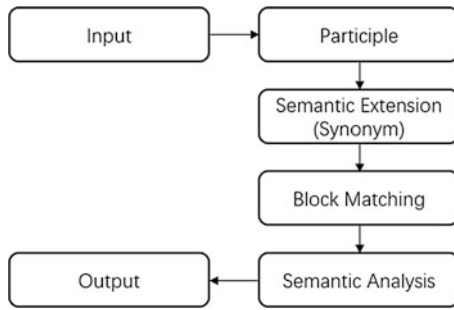 Input
Participle
Semantic Extension
(Synonym)
Block Matching
Semantic Analysis
Output